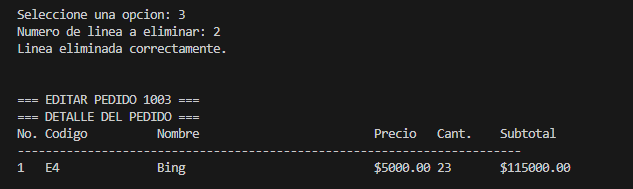 Seleccione una opcion: 3
Numero de linea a eliminar: 2
Linea eliminada correctamente.
=== EDITAR PEDIDO 1003 ===
=== DETALLE DEL PEDIDO ===
No. Codigo Nombre Precio Cant. Subtotal
------------------------------------------------------------------------
1 E4 Bing $5000.00 23 $115000.00